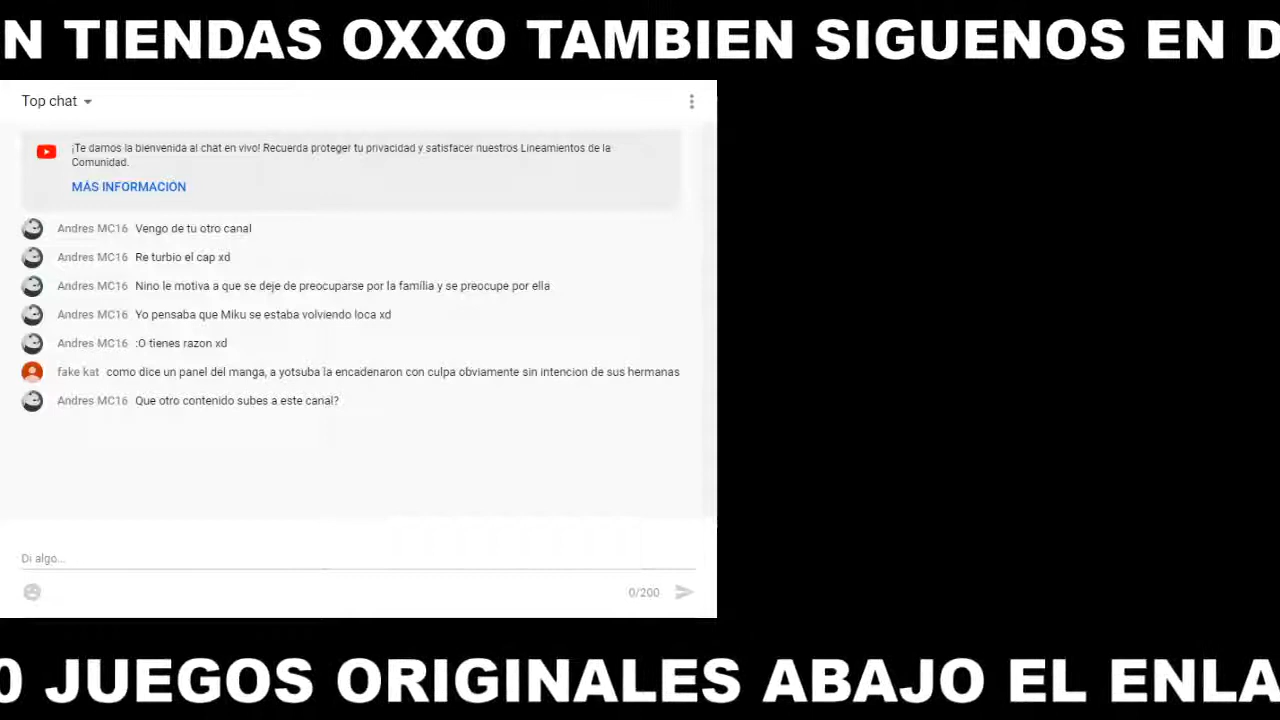 N TIENDAS OXXO TAMBIEN SIGUENOS EN D
Top chat
¡Te damos la bienvenida al chat en vivo! Recuerda proteger tu privacidad y satisfacer nuestros Lineamientos de la
Comunidad.
MÁS INFORMACIÓN
Andres MC16 Vengo de tu otro canal
Andres MC16 Re turbio el cap xd
Andres MC16 Nino le motiva a que se deje de preocuparse por la família y se preocupe por ella
Andres MC16 Yo pensaba que Miku se estaba volviendo loca xd
Andres MC16 :O tienes razon xd
fake kat como dice un panel del manga, a yotsuba la encadenaron con culpa obviamente sin intencion de sus hermanas
Andres MC16 Que otro contenido subes a este canal?
Di algo...
0/200
0 JUEGOS ORIGINALES ABAJO EL ENLA